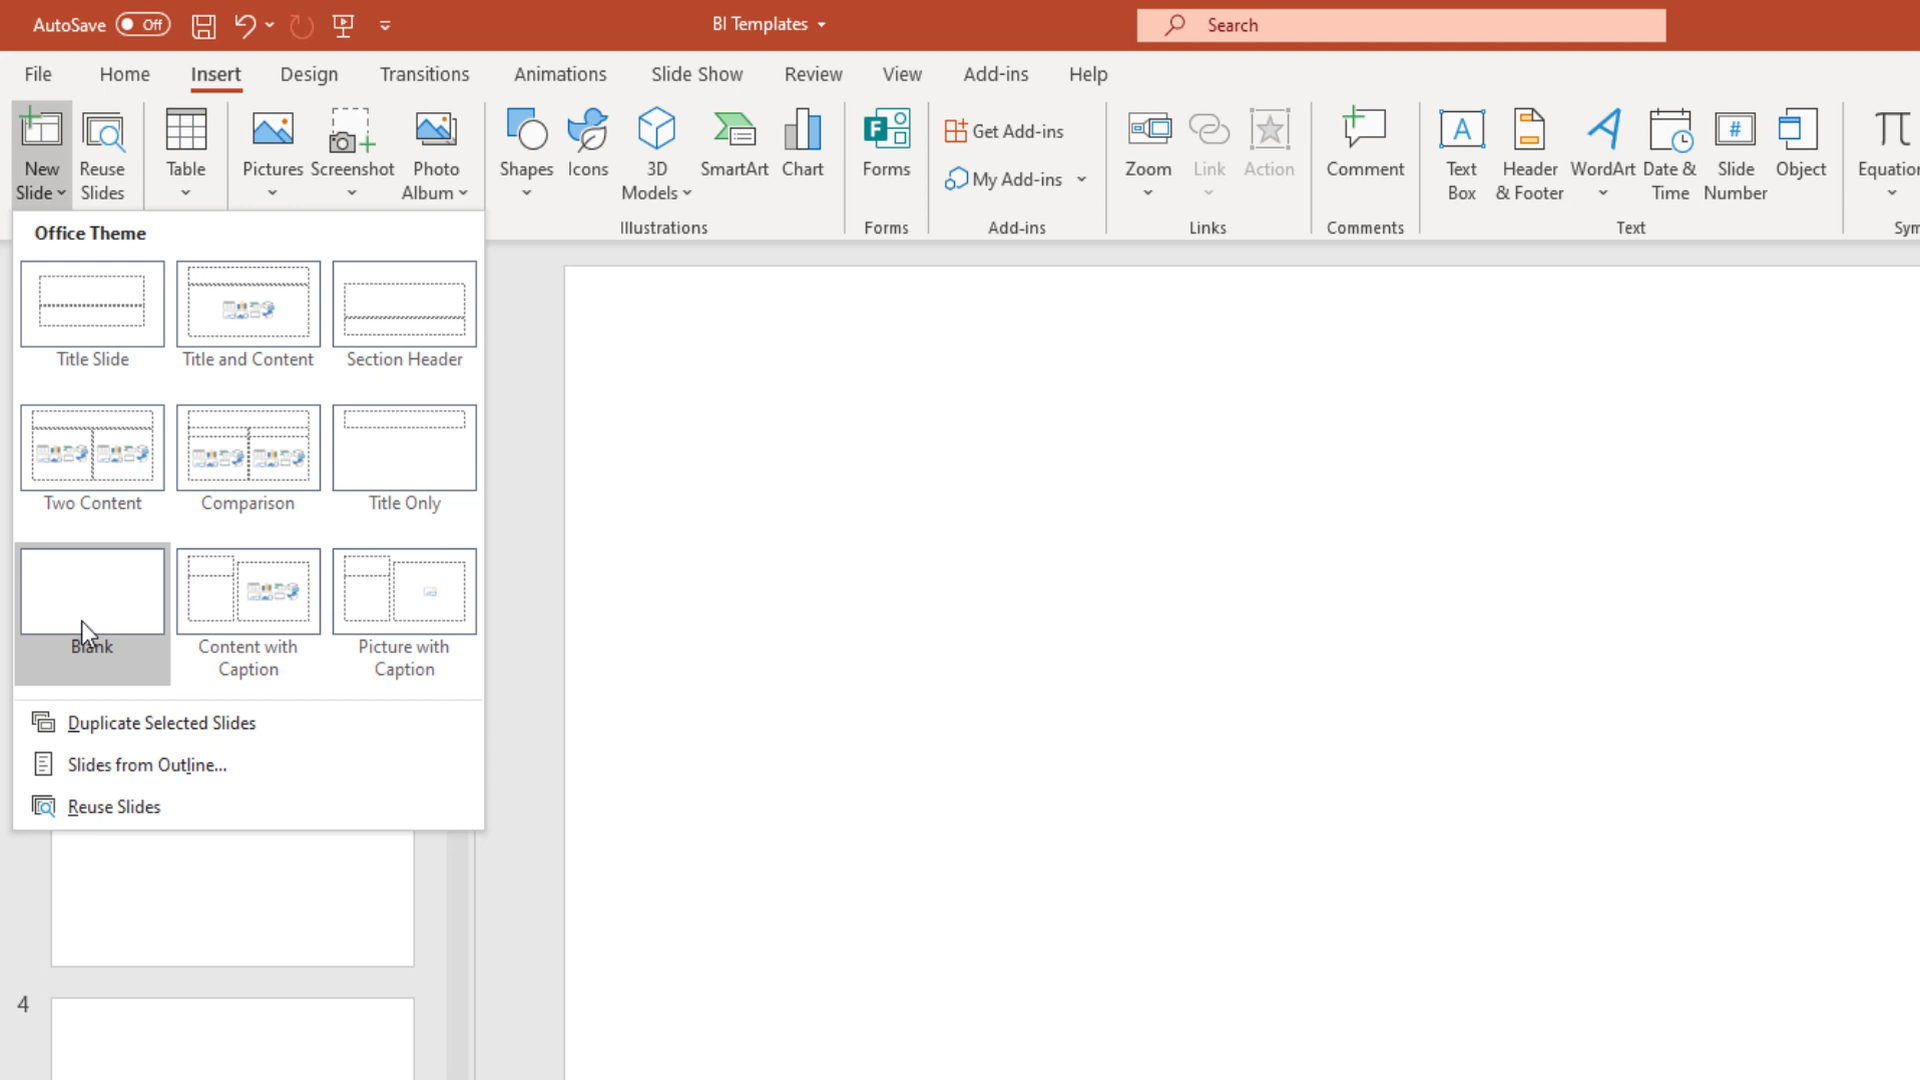 AutoSave Off
BI Templates
Search
File Home Insert Design Transitions Animations Slide Show Review View Add-ins Help
New Slide
Reuse Slides
Table
Pictures
Screenshot
Photo Album
Shapes
Icons
3D Models
SmartArt
Chart
Illustrations
Forms
Forms
Get Add-ins
My Add-ins
Add-ins
Zoom
Link
Action
Links
Comment
Comments
Text Box
Header & Footer
WordArt
Date & Time
Slide Number
Object
Text
Office Theme
Title Slide
Title and Content
Section Header
Two Content
Comparison
Title Only
Blank
Content with Caption
Picture with Caption
Duplicate Selected Slides
Slides from Outline...
Reuse Slides
4